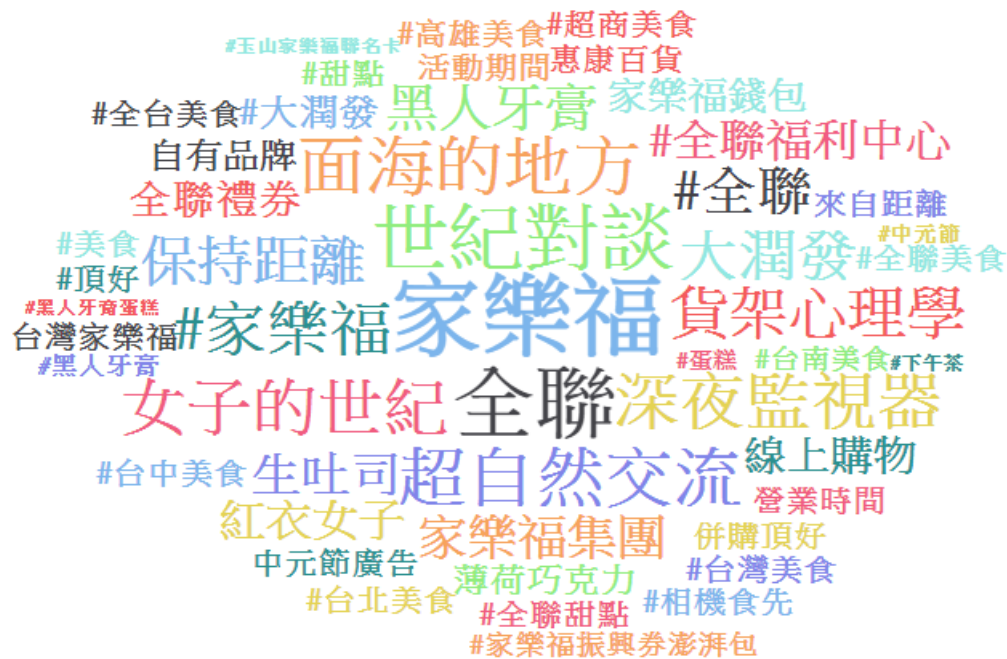 #超商美食
#高雄美食
#玉山家樂福聯名卡
活動期間
惠康百貨
#甜點
家樂福錢包
黑人牙膏
#大潤發
#全台美食
面海的地方
#全聯福利中心
自有品牌
#全聯
全聯禮券
來自距離
世紀對談
#中元節
#美食
保持距離
大潤發
#全聯美食
#頂好
家樂福
#黑人牙膏蛋糕
#家樂福
貨架心理學
台灣家樂福
#黑人牙膏
#蛋糕
#台南美食
#下午茶
全聯
深夜監視器
女子的世紀
線上購物
#台中美食
生吐司
超自然交流
營業時間
紅衣女子
家樂福集團
併購頂好
中元節廣告
#台灣美食
薄荷巧克力
#台北美食
#全聯甜點
#相機食先
#家樂福振興券澎湃包